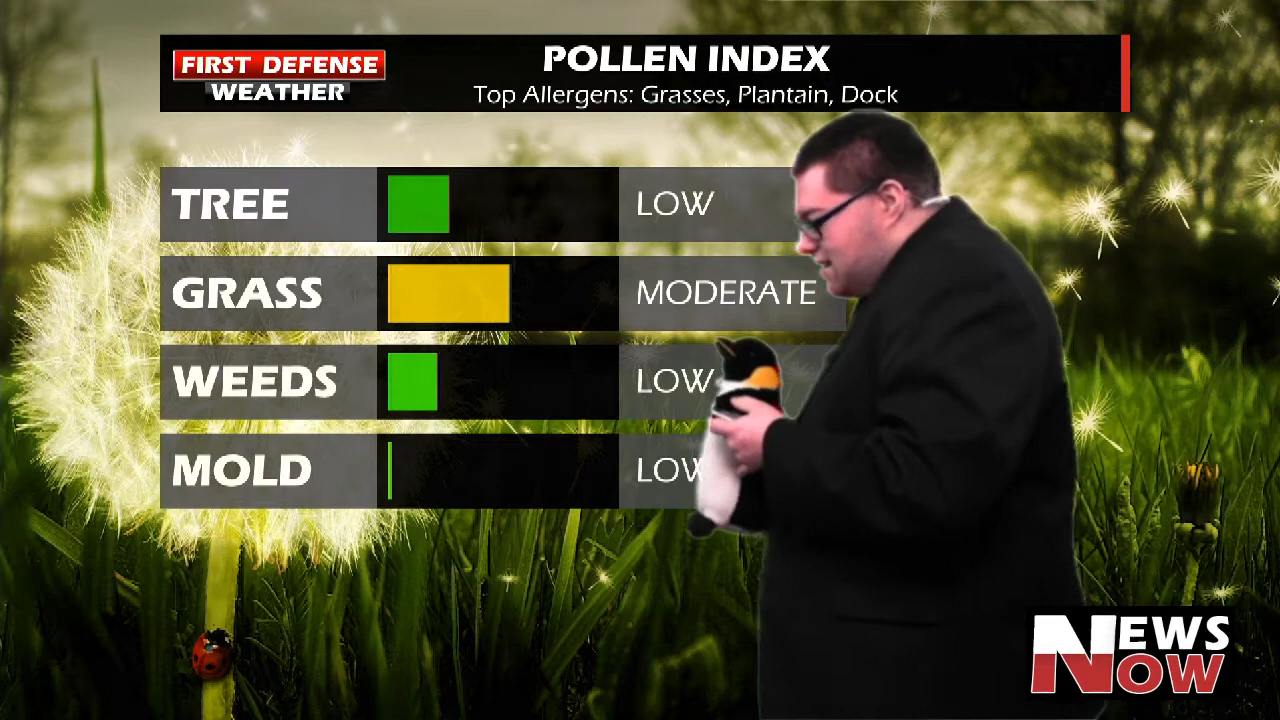 FIRST DEFENSE
WEATHER
POLLEN INDEX
Top Allergens: Grasses, Plantain, Dock
TREE LOW
GRASS MODERATE
WEEDS LOW
MOLD LOW
NEWS
NOW